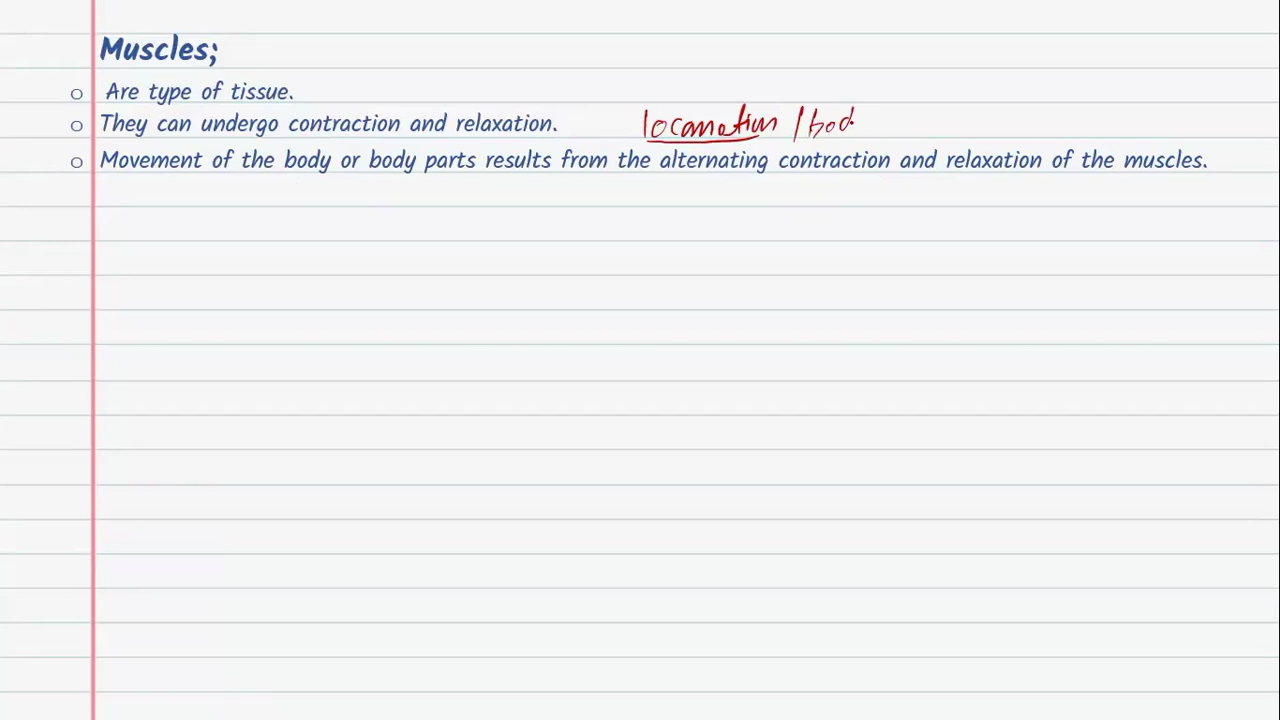 Muscles;
o Are type of tissue.
o They can undergo contraction and relaxation. locomotion / bod
o Movement of the body or body parts results from the alternating contraction and relaxation of the muscles.